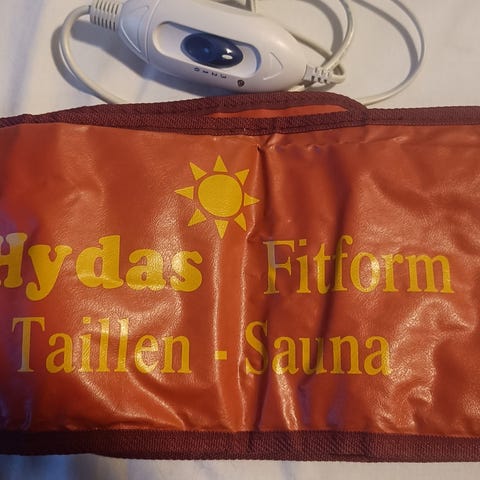 Hydas Fitform
Taillen - Sauna